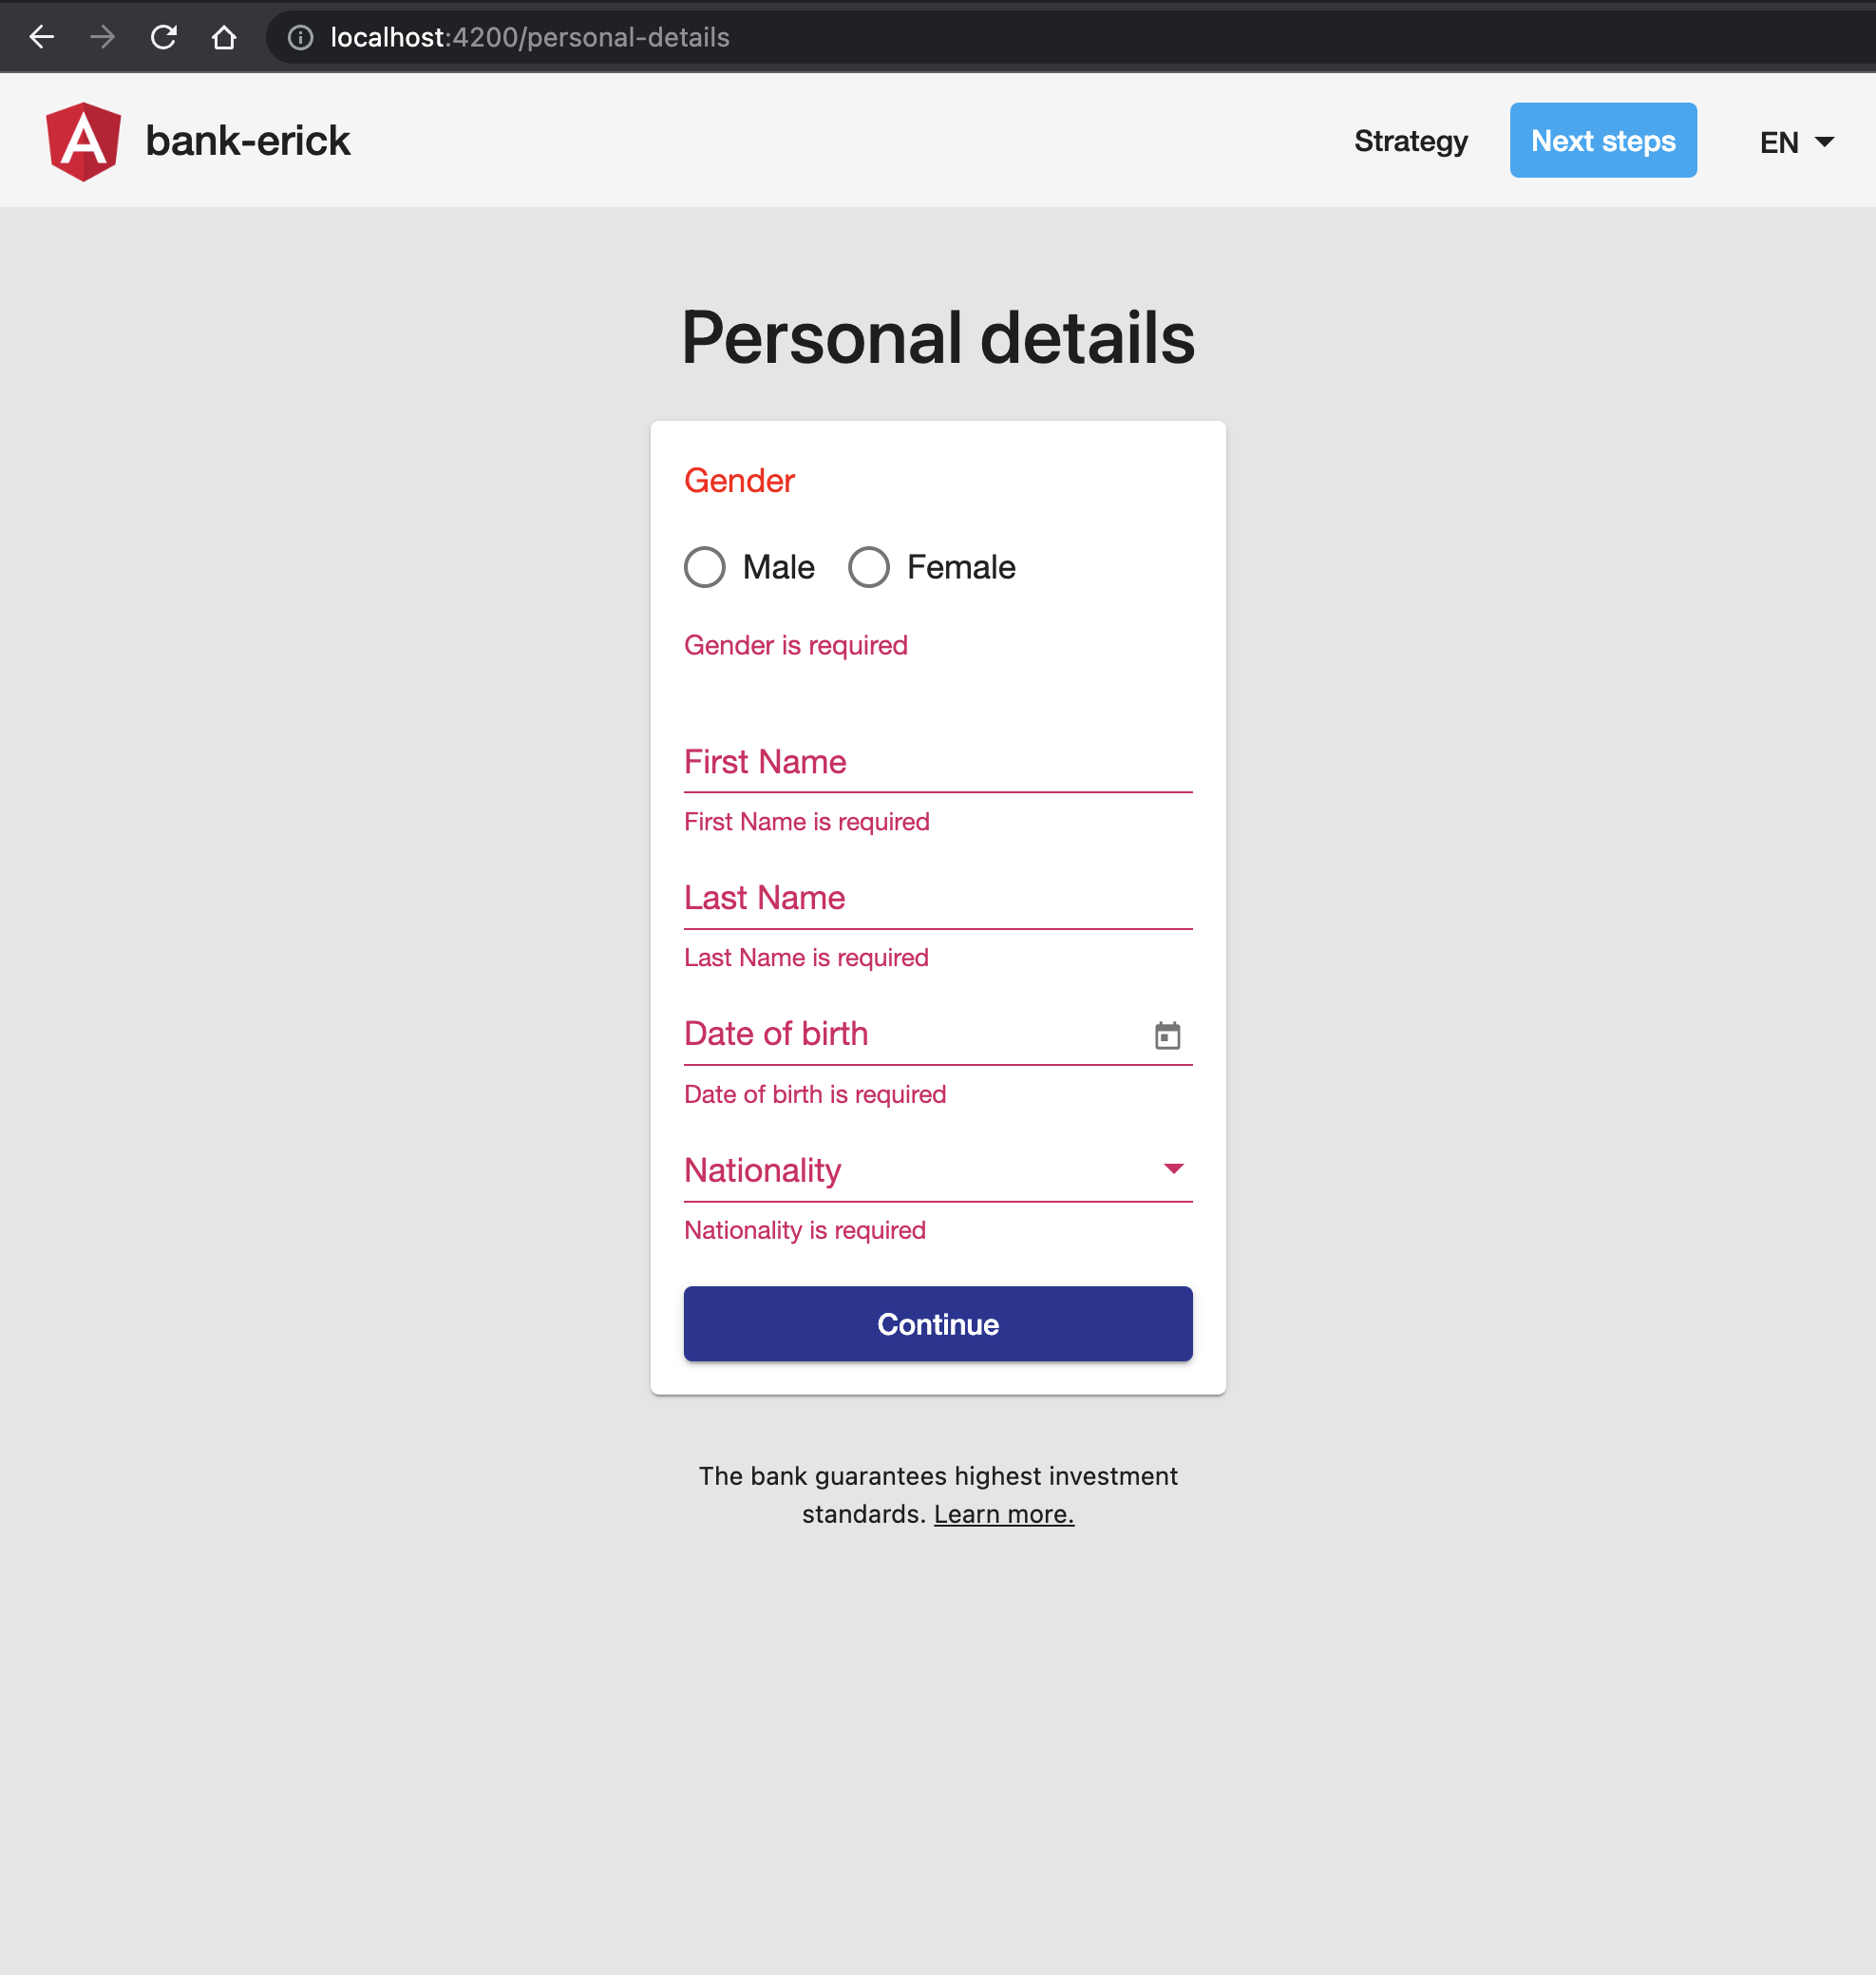 localhost:4200/personal-details
bank-erick
Strategy
Next steps
EN
Personal details
Gender
Male
Female
Gender is required
First Name
First Name is required
Last Name
Last Name is required
Date of birth
Date of birth is required
Nationality
Nationality is required
Continue
The bank guarantees highest investment
standards. Learn more.